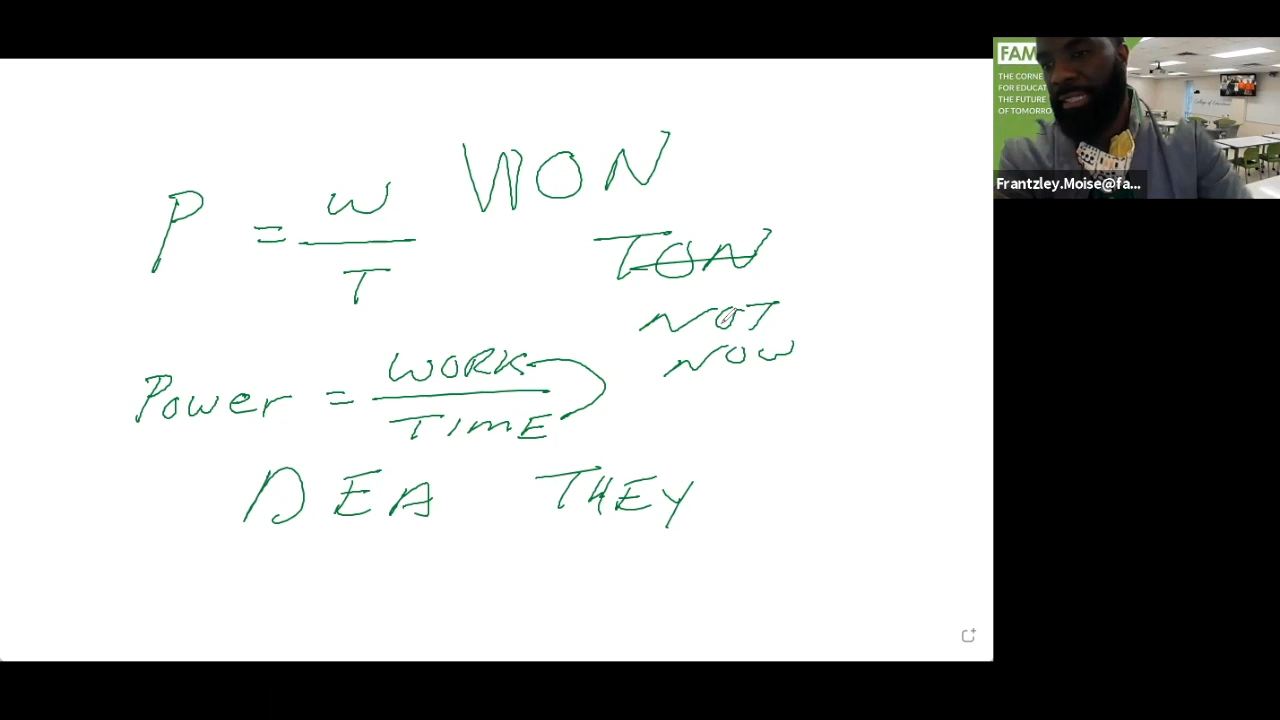 P = W / T
WON
TON
NOT
NOW
Power = WORK / TIME
DEA THEY
FAM
THE CORNE
FOR EDUCAT
THE FUTURE
OF TOMORRO
Frantzley.Moise@fa...